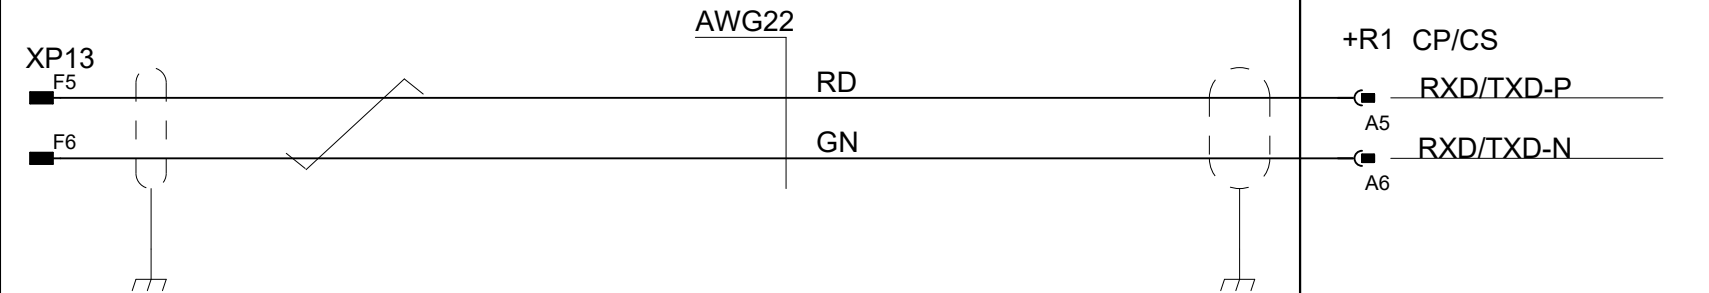 AWG22
+R1 CP/CS
XP13
F5
RD
RXD/TXD-P
A5
F6
GN
RXD/TXD-N
A6